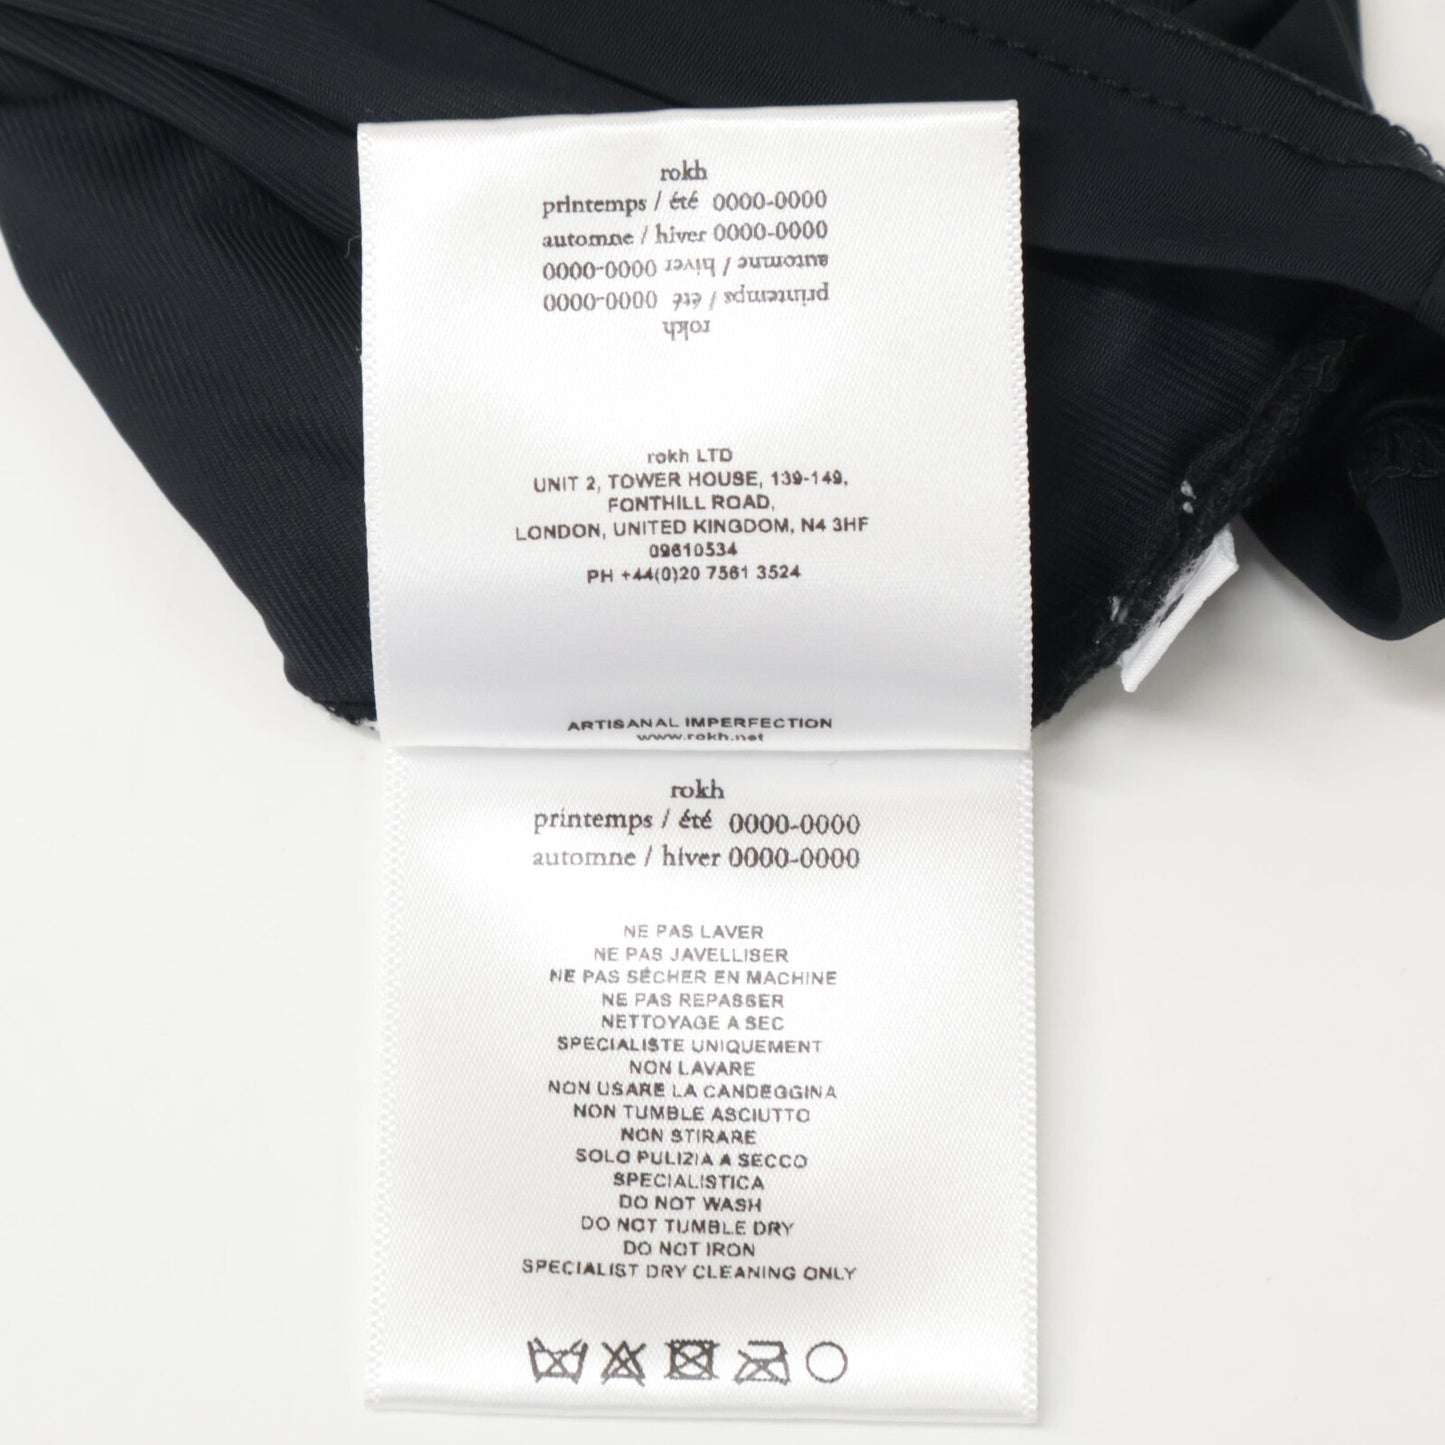 rokh
printemps / été 0000-0000
automne / hiver 0000-0000
automne / hiver 0000-0000
printemps / été 0000-0000
rokh
rokh LTD
UNIT 2, TOWER HOUSE, 139-149,
FONTHILL ROAD,
LONDON, UNITED KINGDOM, N4 3HF
09610534
PH +44(0)20 7561 3524
ARTISANAL IMPERFECTION
www.rokh.net
rokh
printemps / été 0000-0000
automne / hiver 0000-0000
NE PAS LAVER
NE PAS JAVELLISER
NE PAS SÉCHER EN MACHINE
NE PAS REPASSER
NETTOYAGE A SEC
SPECIALISTE UNIQUEMENT
NON LAVARE
NON USARE LA CANDEGGINA
NON TUMBLE ASCIUTTO
NON STIRARE
SOLO PULIZIA A SECCO
SPECIALISTICA
DO NOT WASH
DO NOT TUMBLE DRY
DO NOT IRON
SPECIALIST DRY CLEANING ONLY